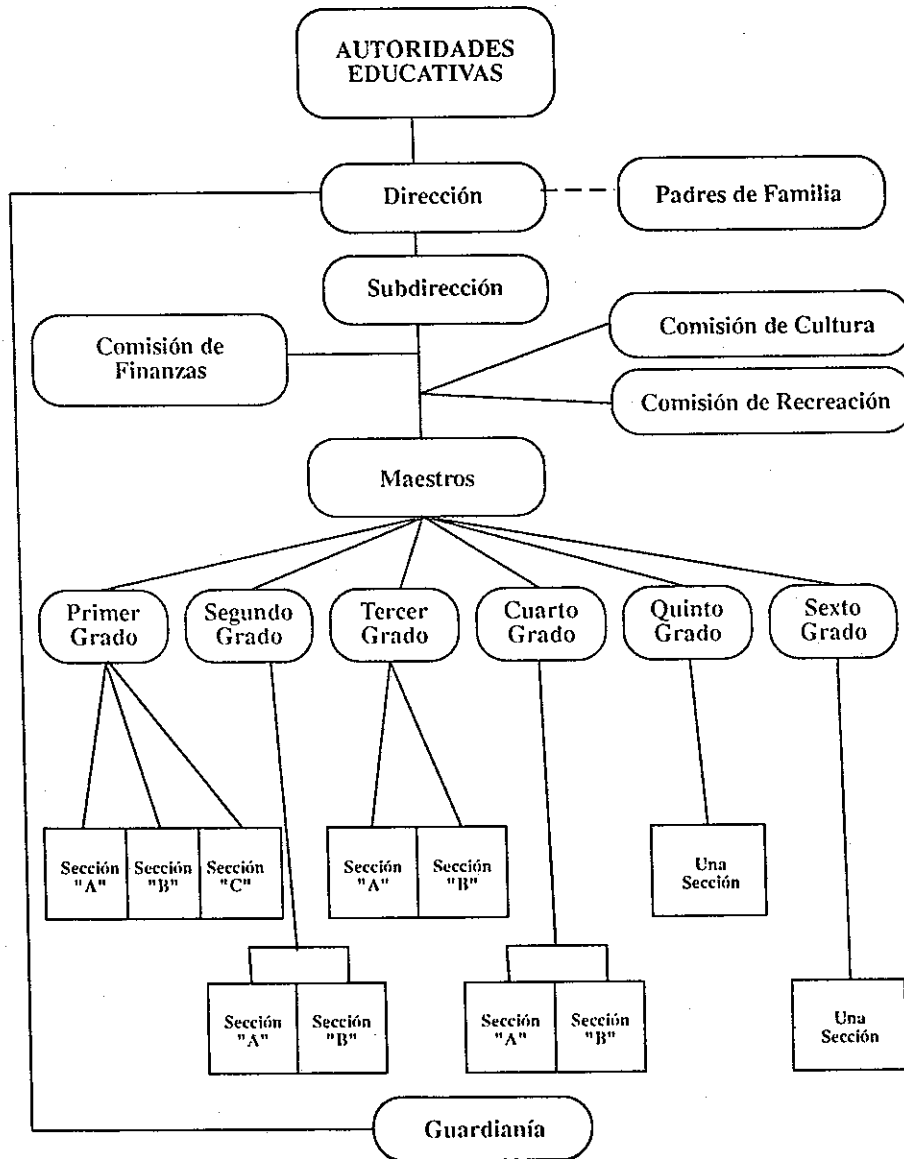 AUTORIDADES
EDUCATIVAS
Dirección
Padres de Familia
Subdirección
Comisión de
Finanzas
Comisión de Cultura
Comisión de Recreación
Maestros
Primer
Grado
Segundo
Grado
Tercer
Grado
Cuarto
Grado
Quinto
Grado
Sexto
Grado
Sección
"A"
Sección
"B"
Sección
"C"
Sección
"A"
Sección
"B"
Una
Sección
Sección
"A"
Sección
"B"
Sección
"A"
Sección
"B"
Una
Sección
Guardianía